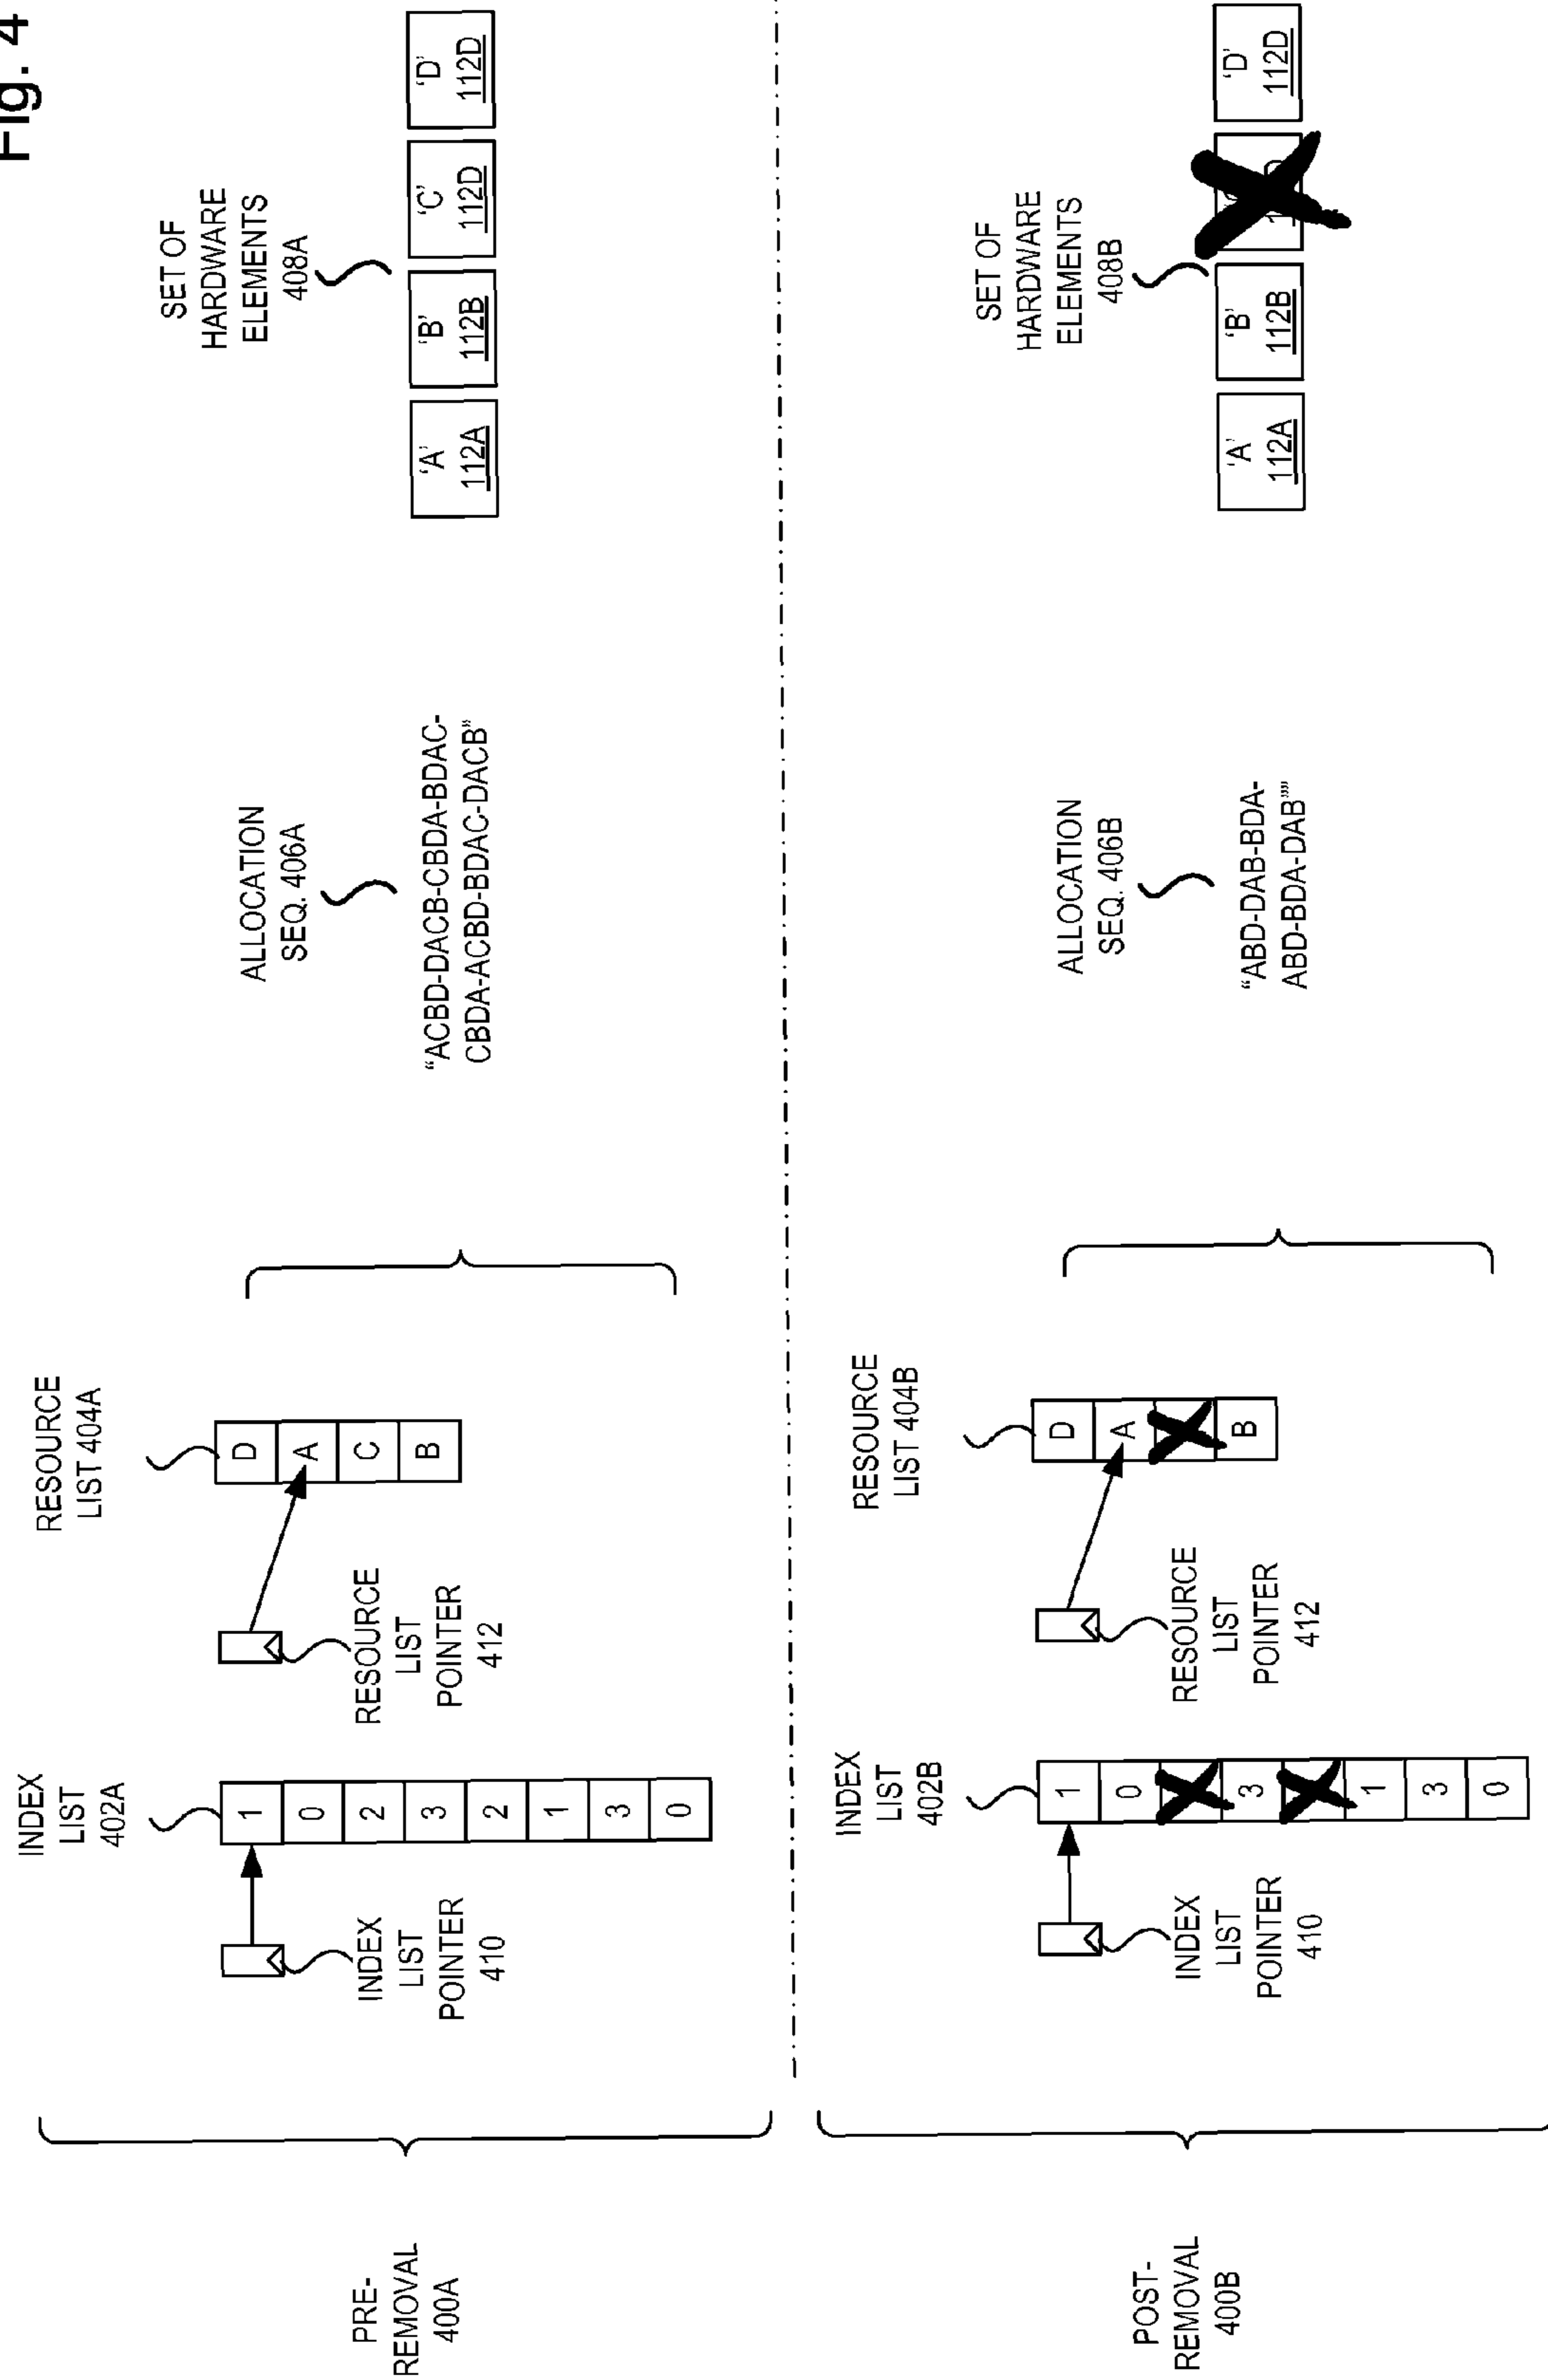 Fig. 4
PRE-
REMOVAL
400A
INDEX
LIST
402A
1
0
2
3
2
1
3
0
INDEX
LIST
POINTER
410
RESOURCE
LIST 404A
D
A
C
B
RESOURCE
LIST
POINTER
412
ALLOCATION
SEQ. 406A
“ACBD-DACB-CBDA-BDAC-
CBDA-ACBD-BDAC-DACB”
SET OF
HARDWARE
ELEMENTS
408A
‘A’
112A
‘B’
112B
‘C’
112D
‘D’
112D
POST-
REMOVAL
400B
INDEX
LIST
402B
1
0
3
1
3
0
INDEX
LIST
POINTER
410
RESOURCE
LIST 404B
D
A
B
RESOURCE
LIST
POINTER
412
ALLOCATION
SEQ. 406B
“ABD-DAB-BDA-
ABD-BDA-DAB””
SET OF
HARDWARE
ELEMENTS
408B
‘A’
112A
‘B’
112B
‘D’
112D